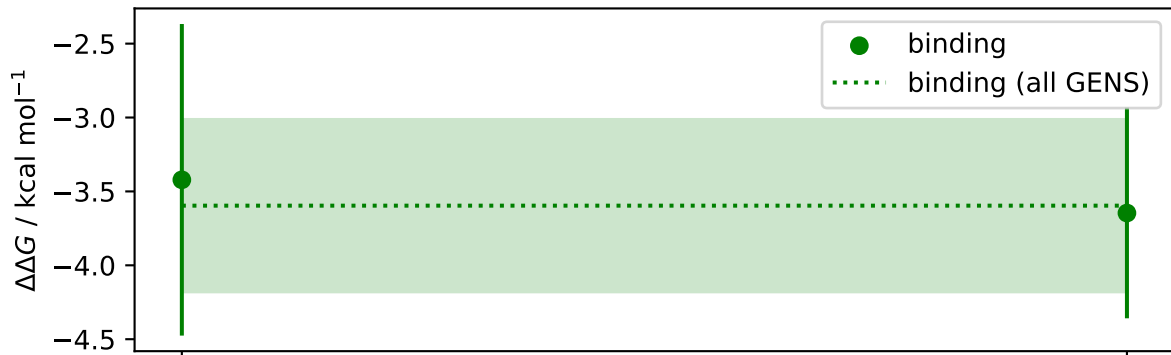 −2.5
−3.0
−3.5
−4.0
−4.5
ΔΔG / kcal mol⁻¹
binding
binding (all GENS)